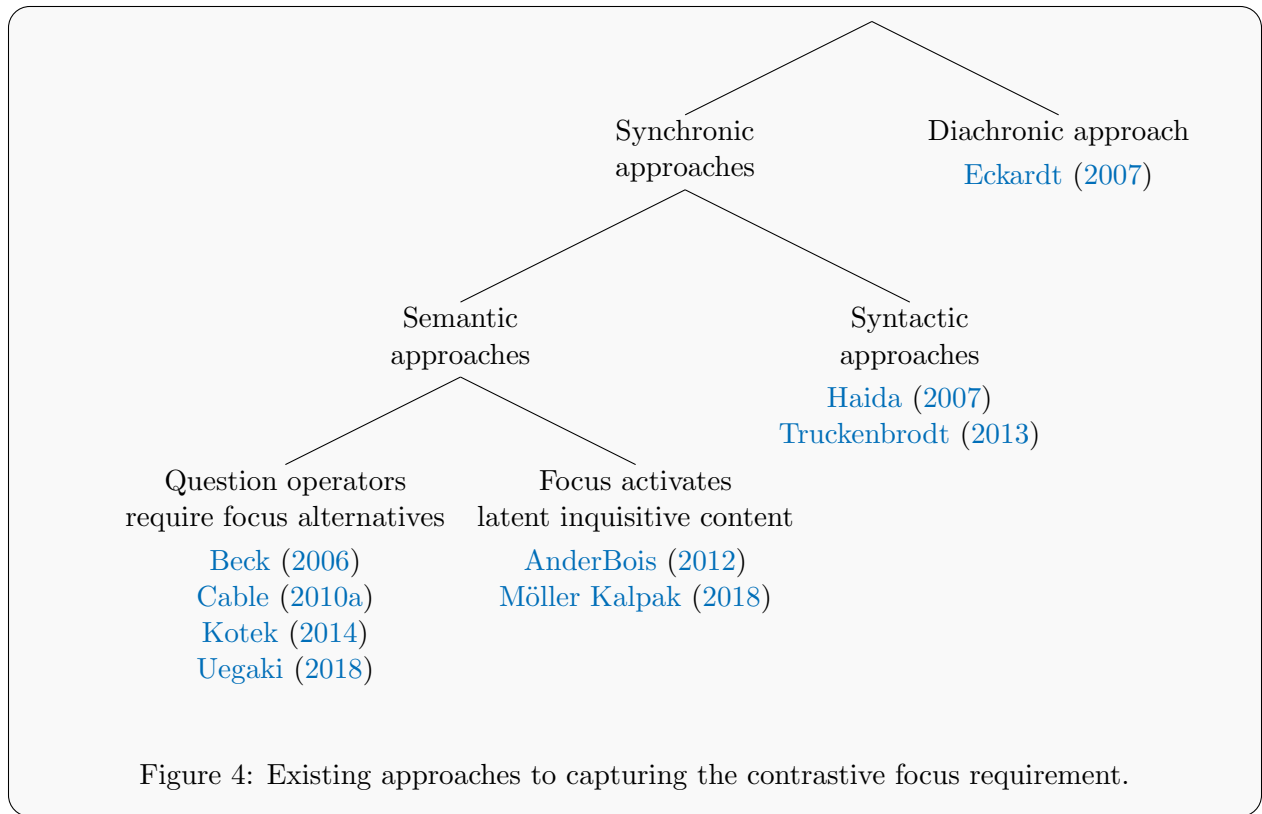 Synchronic
approaches
Diachronic approach
Eckardt (2007)
Semantic
approaches
Syntactic
approaches
Haida (2007)
Truckenbrodt (2013)
Question operators
require focus alternatives
Beck (2006)
Cable (2010a)
Kotek (2014)
Uegaki (2018)
Focus activates
latent inquisitive content
AnderBois (2012)
Möller Kalpak (2018)
Figure 4: Existing approaches to capturing the contrastive focus requirement.